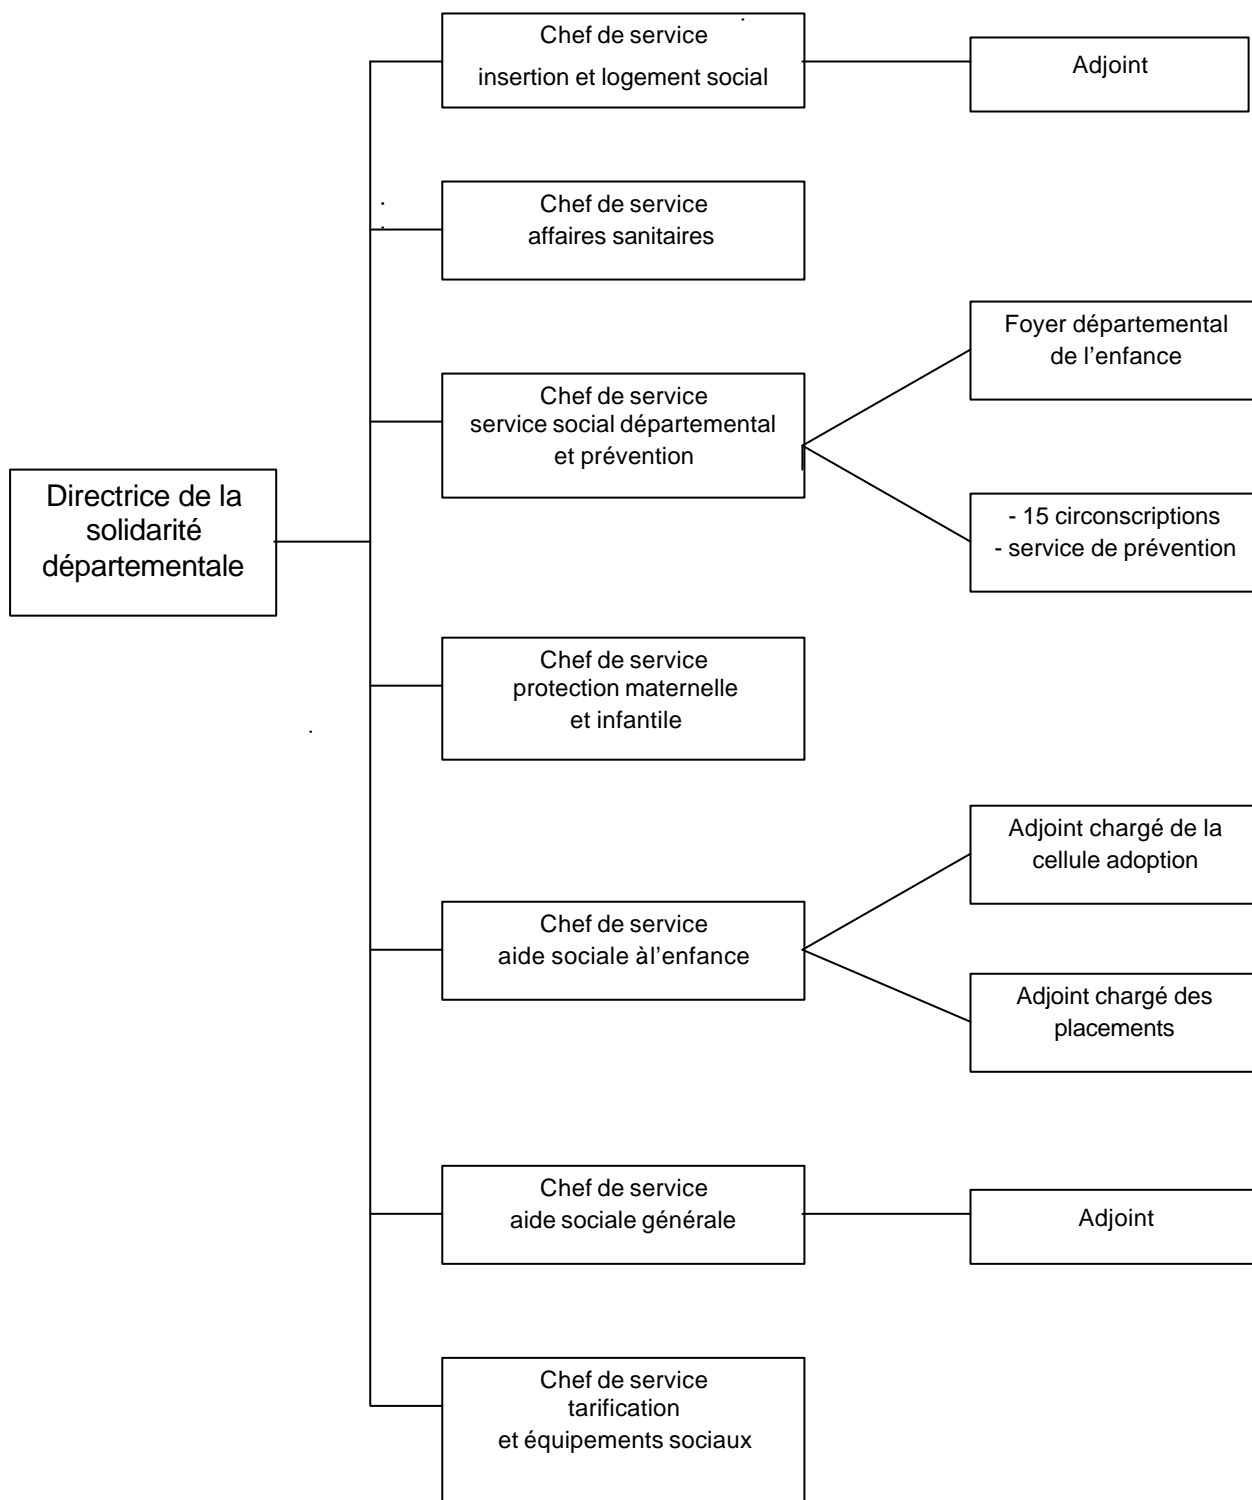 Chef de service
insertion et logement social
Adjoint
Chef de service
affaires sanitaires
Foyer départemental
de l’enfance
Chef de service
service social départemental
et prévention
Directrice de la
solidarité
départementale
- 15 circonscriptions
- service de prévention
Chef de service
protection maternelle
et infantile
Adjoint chargé de la
cellule adoption
Chef de service
aide sociale àl’enfance
Adjoint chargé des
placements
Chef de service
aide sociale générale
Adjoint
Chef de service
tarification
et équipements sociaux